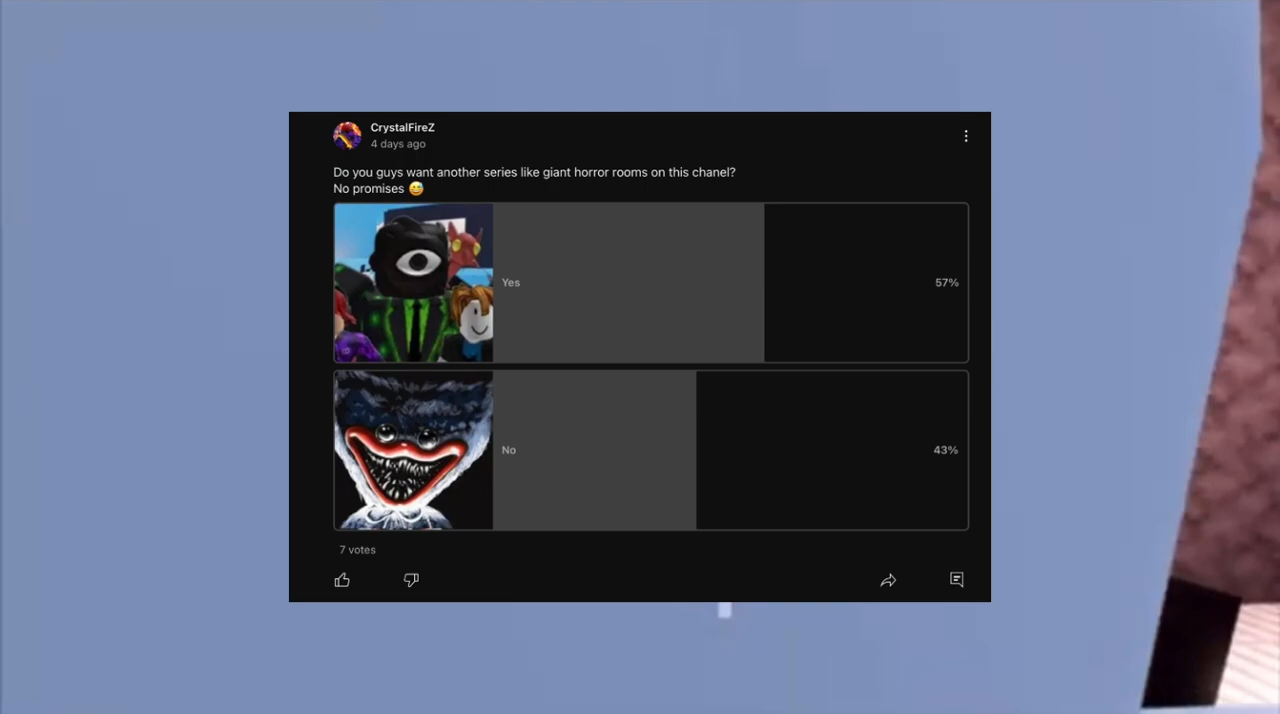 CrystalFireZ
4 days ago
Do you guys want another series like giant horror rooms on this chanel?
No promises 😅
Yes
57%
No
43%
7 votes